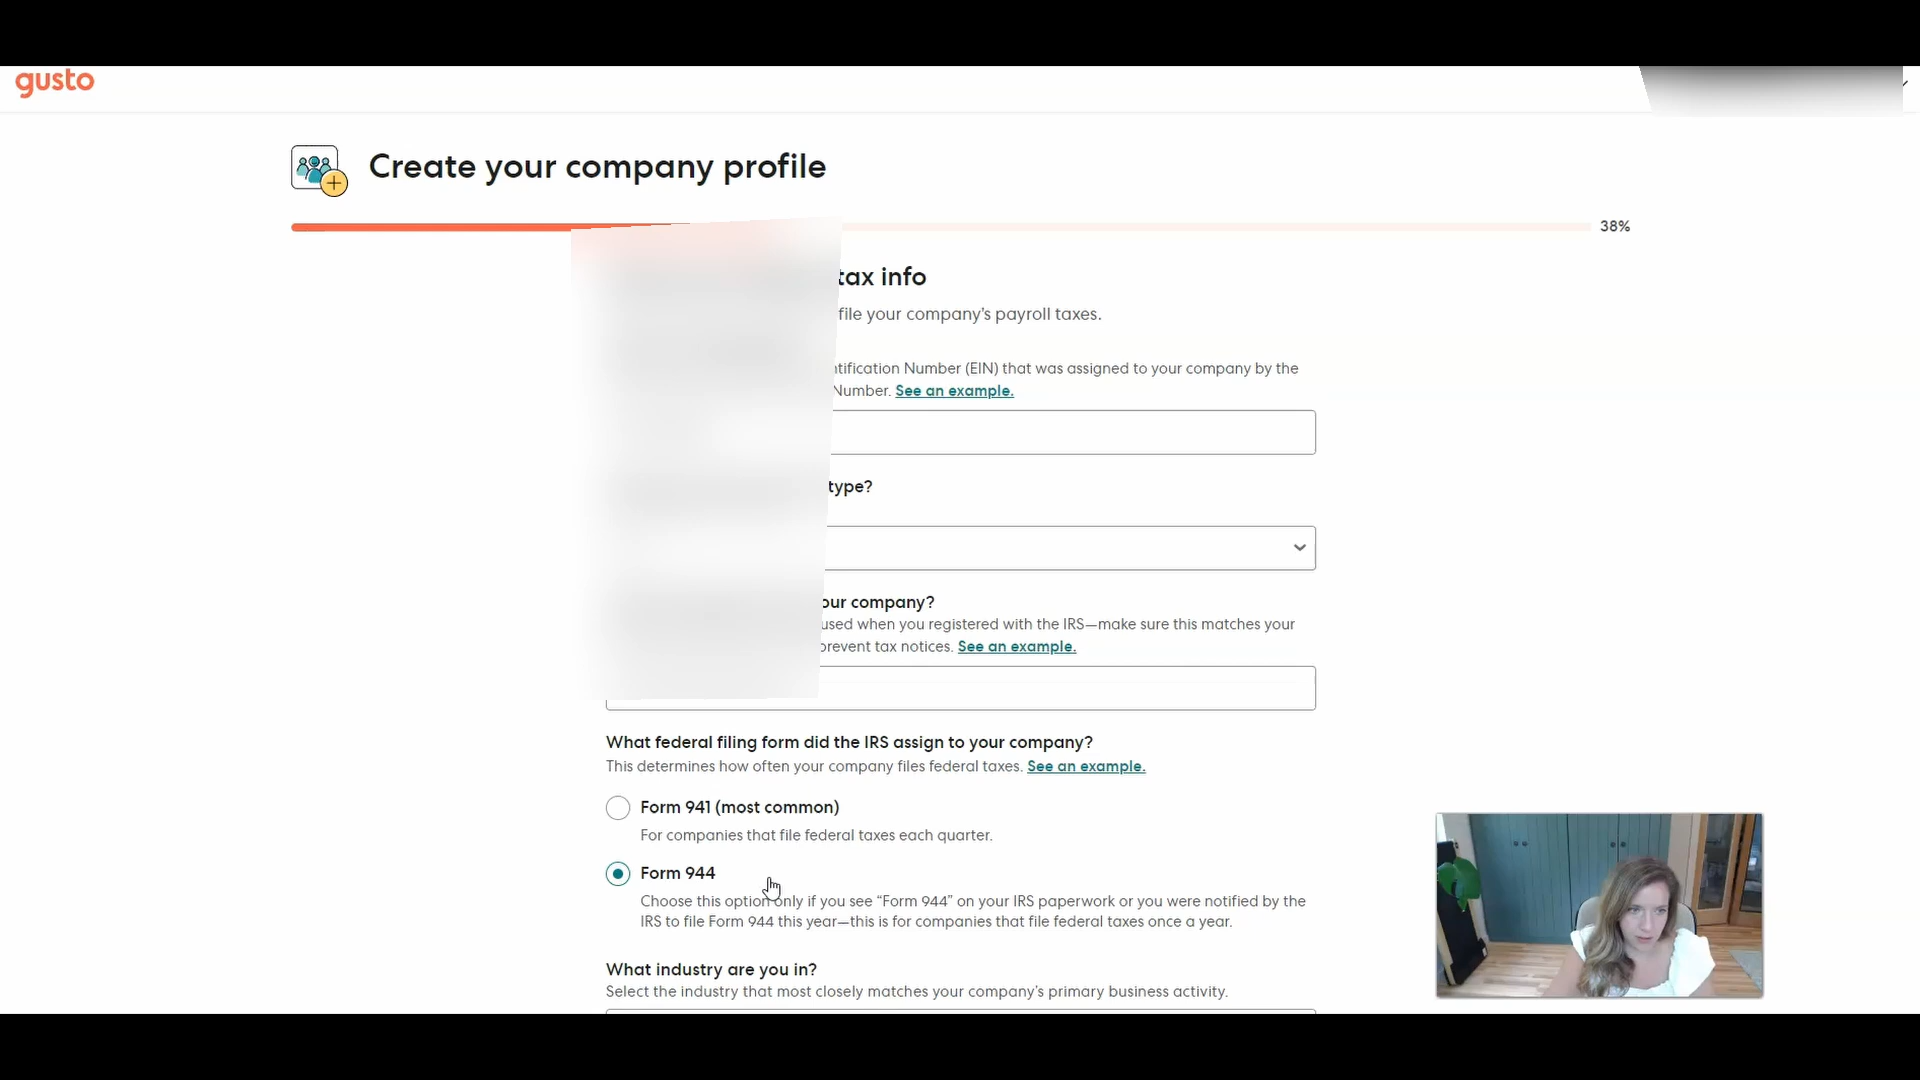 gusto
Create your company profile
38%
tax info
file your company's payroll taxes.
ntification Number (EIN) that was assigned to your company by the
Number. See an example.
type?
our company?
used when you registered with the IRS—make sure this matches your
prevent tax notices. See an example.
What federal filing form did the IRS assign to your company?
This determines how often your company files federal taxes. See an example.
Form 941 (most common)
For companies that file federal taxes each quarter.
Form 944
Choose this option only if you see “Form 944” on your IRS paperwork or you were notified by the
IRS to file Form 944 this year—this is for companies that file federal taxes once a year.
What industry are you in?
Select the industry that most closely matches your company's primary business activity.